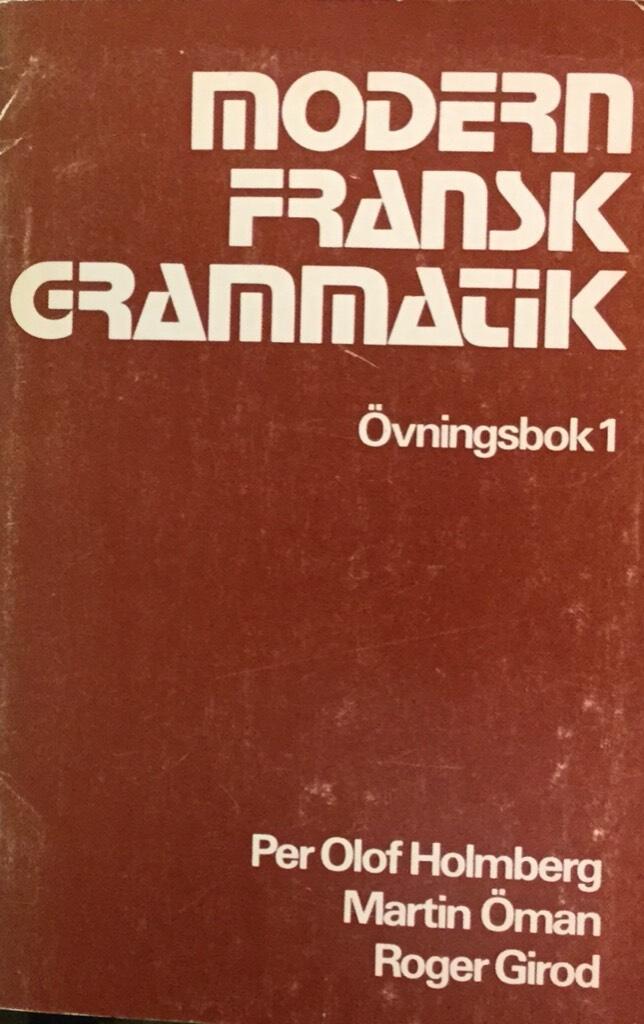 MODERN
FRANSK
GRAMMATIK
Övningsbok 1
Per Olof Holmberg
Martin Öman
Roger Girod